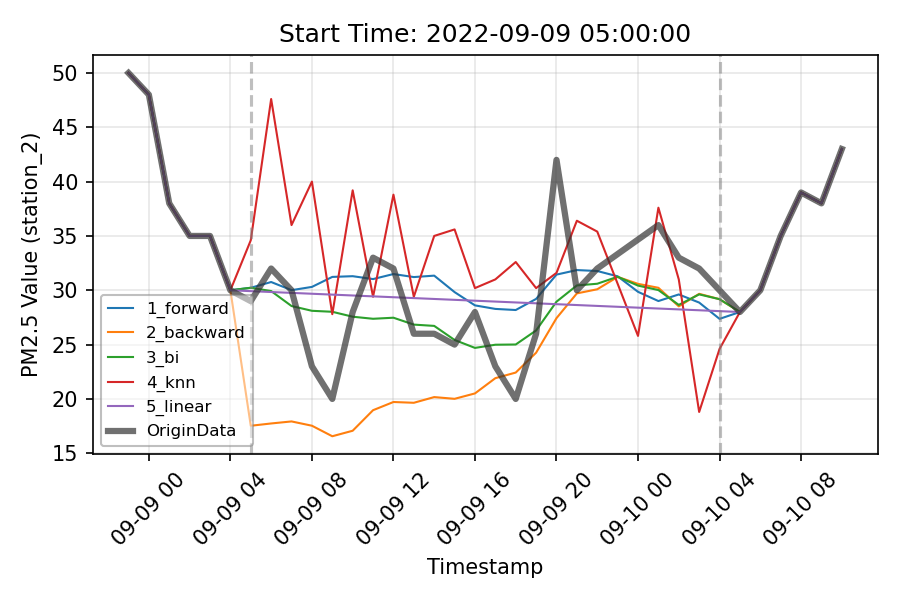 Start Time: 2022-09-09 05:00:00
PM2.5 Value (station_2)
50
45
40
35
30
25
20
15
1_forward
2_backward
3_bi
4_knn
5_linear
OriginData
09-09 00
09-09 04
09-09 08
09-09 12
09-09 16
09-09 20
09-10 00
09-10 04
09-10 08
Timestamp